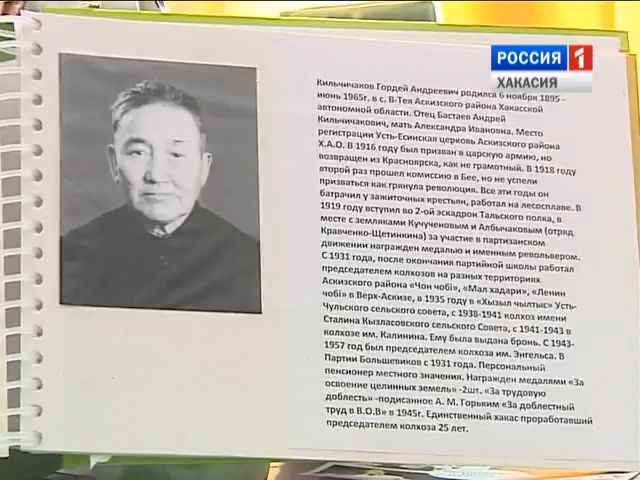 РОССИЯ 1
ХАКАСИЯ
Кильчичаков Гордей Андреевич родился 6 ноября 1895 -
июнь 1965г. в с. В-Тея Аскизского района Хакасской
автономной области. Отец Бастаев Андрей
Кильчичакович, мать Александра Ивановна. Место
регистрации Усть-Есинская церковь Аскизского района
Х.А.О. В 1916 году был призван в царскую армию, но
возвращен из Красноярска, как не грамотный. В 1918 году
второй раз прошел комиссию в Бее, но не успели
призваться как грянула революция. Все эти годы он
батрачил у зажиточных крестьян, работал на лесосплаве. В
1919 году вступил во 2-ой эскадрон Тальского полка, в
месте с земляками Кучученовым и Албычаковым (отряд
Кравченко-Щетинкина) за участие в партизанском
движении награжден медалью и именным револьвером.
С 1931 года, после окончания партийной школы работал
председателем колхозов на разных территориях
Аскизского района «Чон чобi», «Мал хадари», «Ленин
чобi» в Верх-Аскизе, в 1935 году в «Хызыл чылтыс» Усть-
Чульского сельского совета, с 1938-1941 колхоз имени
Сталина Кызласовского сельского Совета, с 1941-1943 в
колхозе им. Калинина. Ему была выдана бронь. С 1943-
1957 год был председателем колхоза им. Энгельса. В
Партии Большевиков с 1931 года. Персональный
пенсионер местного значения. Награжден медалями «За
освоение целинных земель» -2шт. «За трудовую
доблесть» -подписанное А. М. Горьким «За доблестный
труд в В.О.В» в 1945г. Единственный хакас проработавший
председателем колхоза 25 лет.